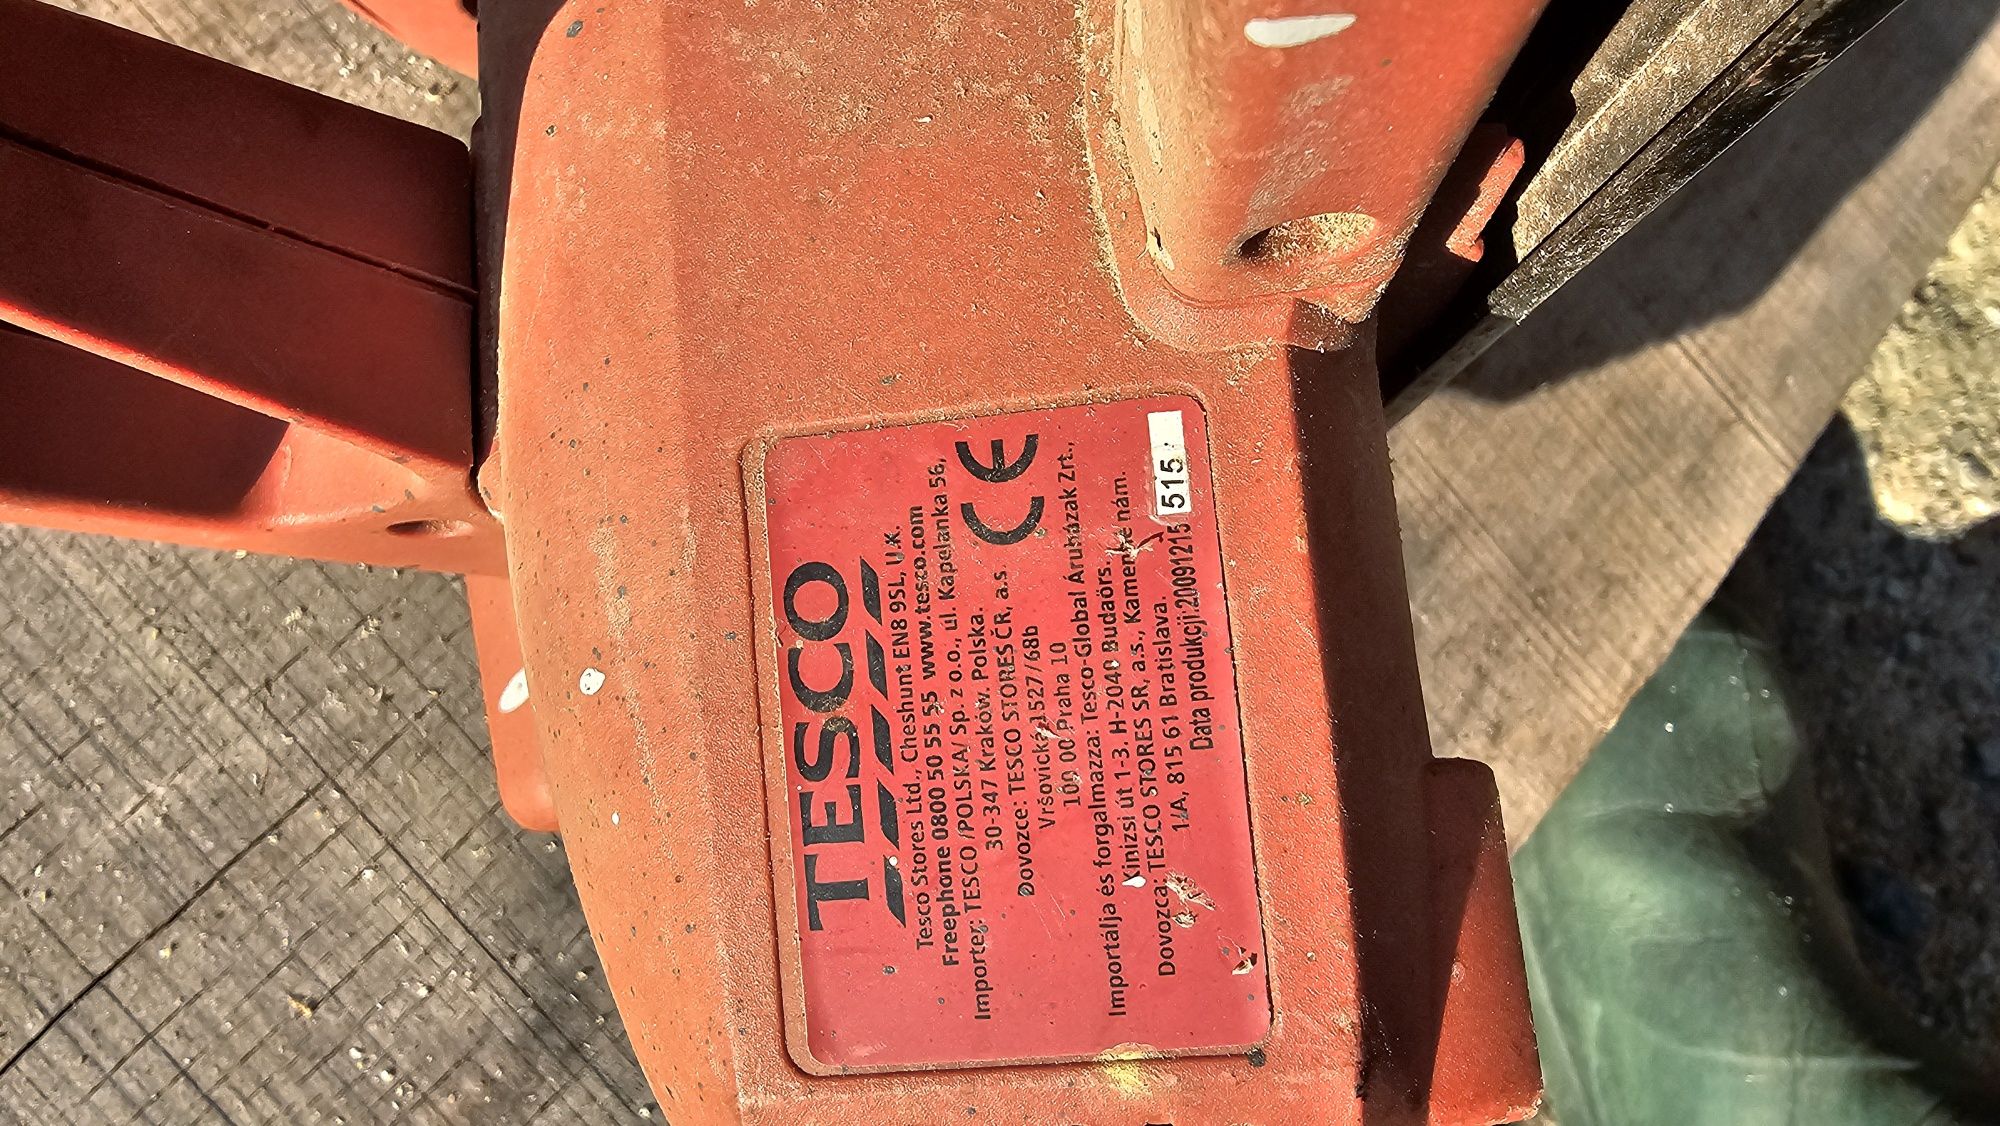 TESCO
Tesco Stores Ltd., Cheshunt EN8 9SL, U.K.
Freephone 0800 50 55 55 www.tesco.com
Importer: TESCO /POLSKA/ Sp. z o.o., ul. Kapelanka 56,
30-347 Kraków. Polska.
Dovozce: TESCO STORES ČR, a.s.
Vršovická 1527/68b
100 00 Praha 10
CE
Importálja és forgalmazza: Tesco-Global Áruházak Zrt.,
Kinizsi út 1-3. H-2040 Budaörs.
Dovozca: TESCO STORES SR, a.s., Kamenné nám.
1/A, 815 61 Bratislava.
Data produkcji:20091215 515